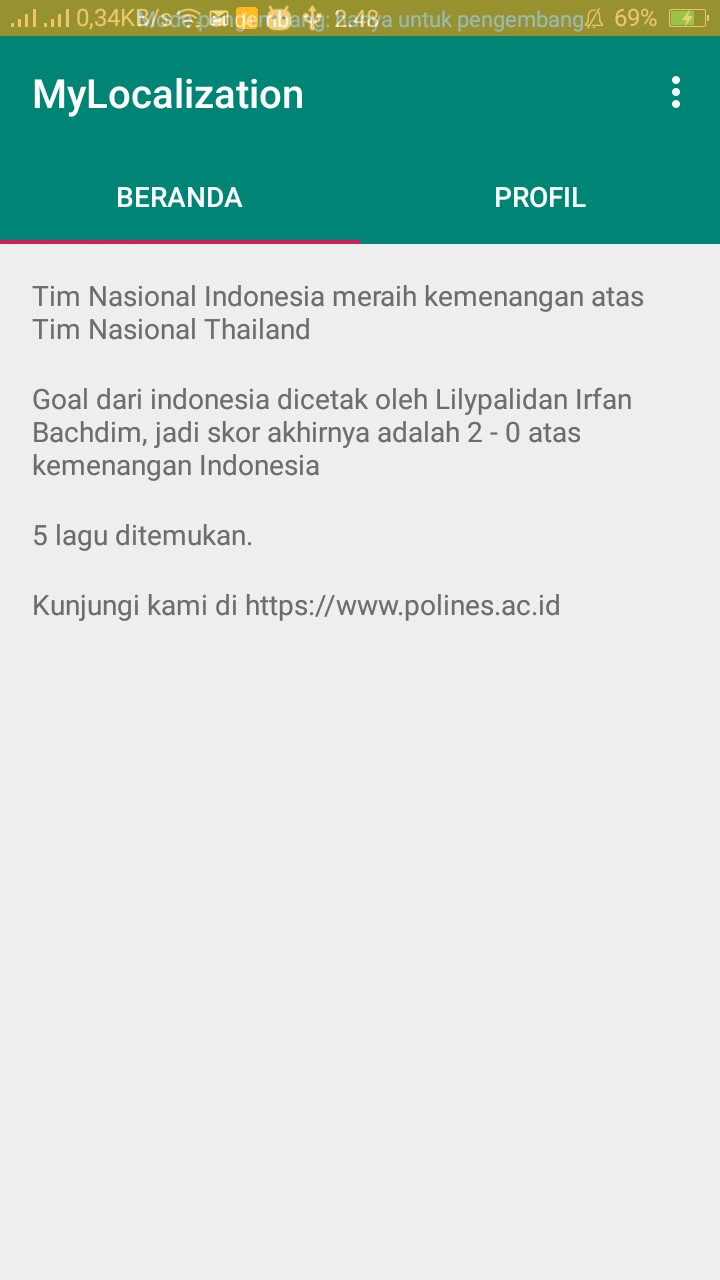 0,34KB/s 2.48 69%
Mode pengembang: hanya untuk pengembang
MyLocalization
BERANDA PROFIL
Tim Nasional Indonesia meraih kemenangan atas
Tim Nasional Thailand
Goal dari indonesia dicetak oleh Lilypalidan Irfan
Bachdim, jadi skor akhirnya adalah 2 - 0 atas
kemenangan Indonesia
5 lagu ditemukan.
Kunjungi kami di https://www.polines.ac.id